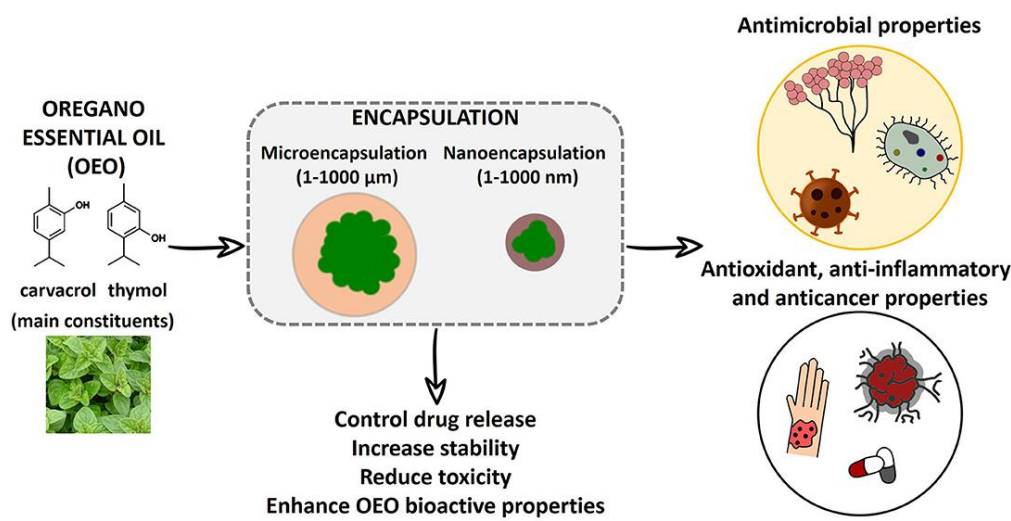 OREGANO
ESSENTIAL OIL
(OEO)
OH
OH
carvacrol thymol
(main constituents)
ENCAPSULATION
Microencapsulation
(1-1000 µm)
Nanoencapsulation
(1-1000 nm)
Control drug release
Increase stability
Reduce toxicity
Enhance OEO bioactive properties
Antimicrobial properties
Antioxidant, anti-inflammatory
and anticancer properties